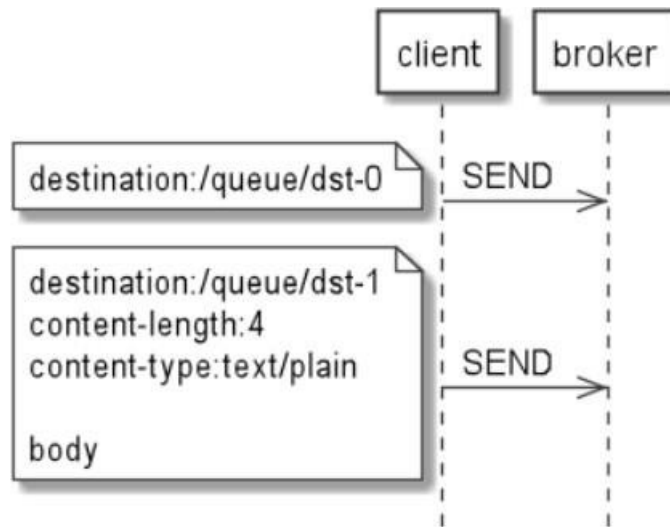 client
broker
destination:/queue/dst-0
SEND
destination:/queue/dst-1
content-length:4
content-type:text/plain
SEND
body